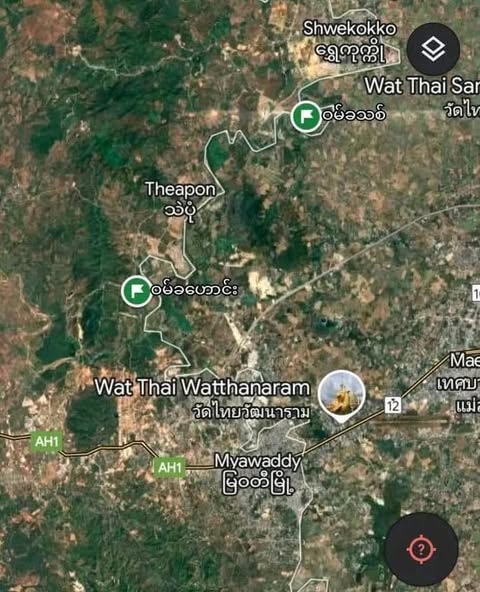 Shwekokko
ရွှေကုက္ကို
Wat Thai Sar
วัดไท
ဝမ်ခသစ်
Theapon
သဲပုံ
ဝမ်ခဟောင်း
10
Wat Thai Watthanaram
วัดไทยวัฒนาราม
Mae
เทศบา
แม่ส
12
AH1
AH1
Myawaddy
မြဝတီမြို့
?